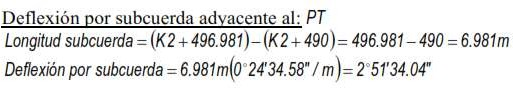 Deflexión por subcuerda adyacente al: PT
Longitud subcuerda = (K2 + 496.981) – (K2 + 490) = 496.981 – 490 = 6.981m
Deflexión por subcuerda = 6.981m(0°24'34.58" / m) = 2°51'34.04"